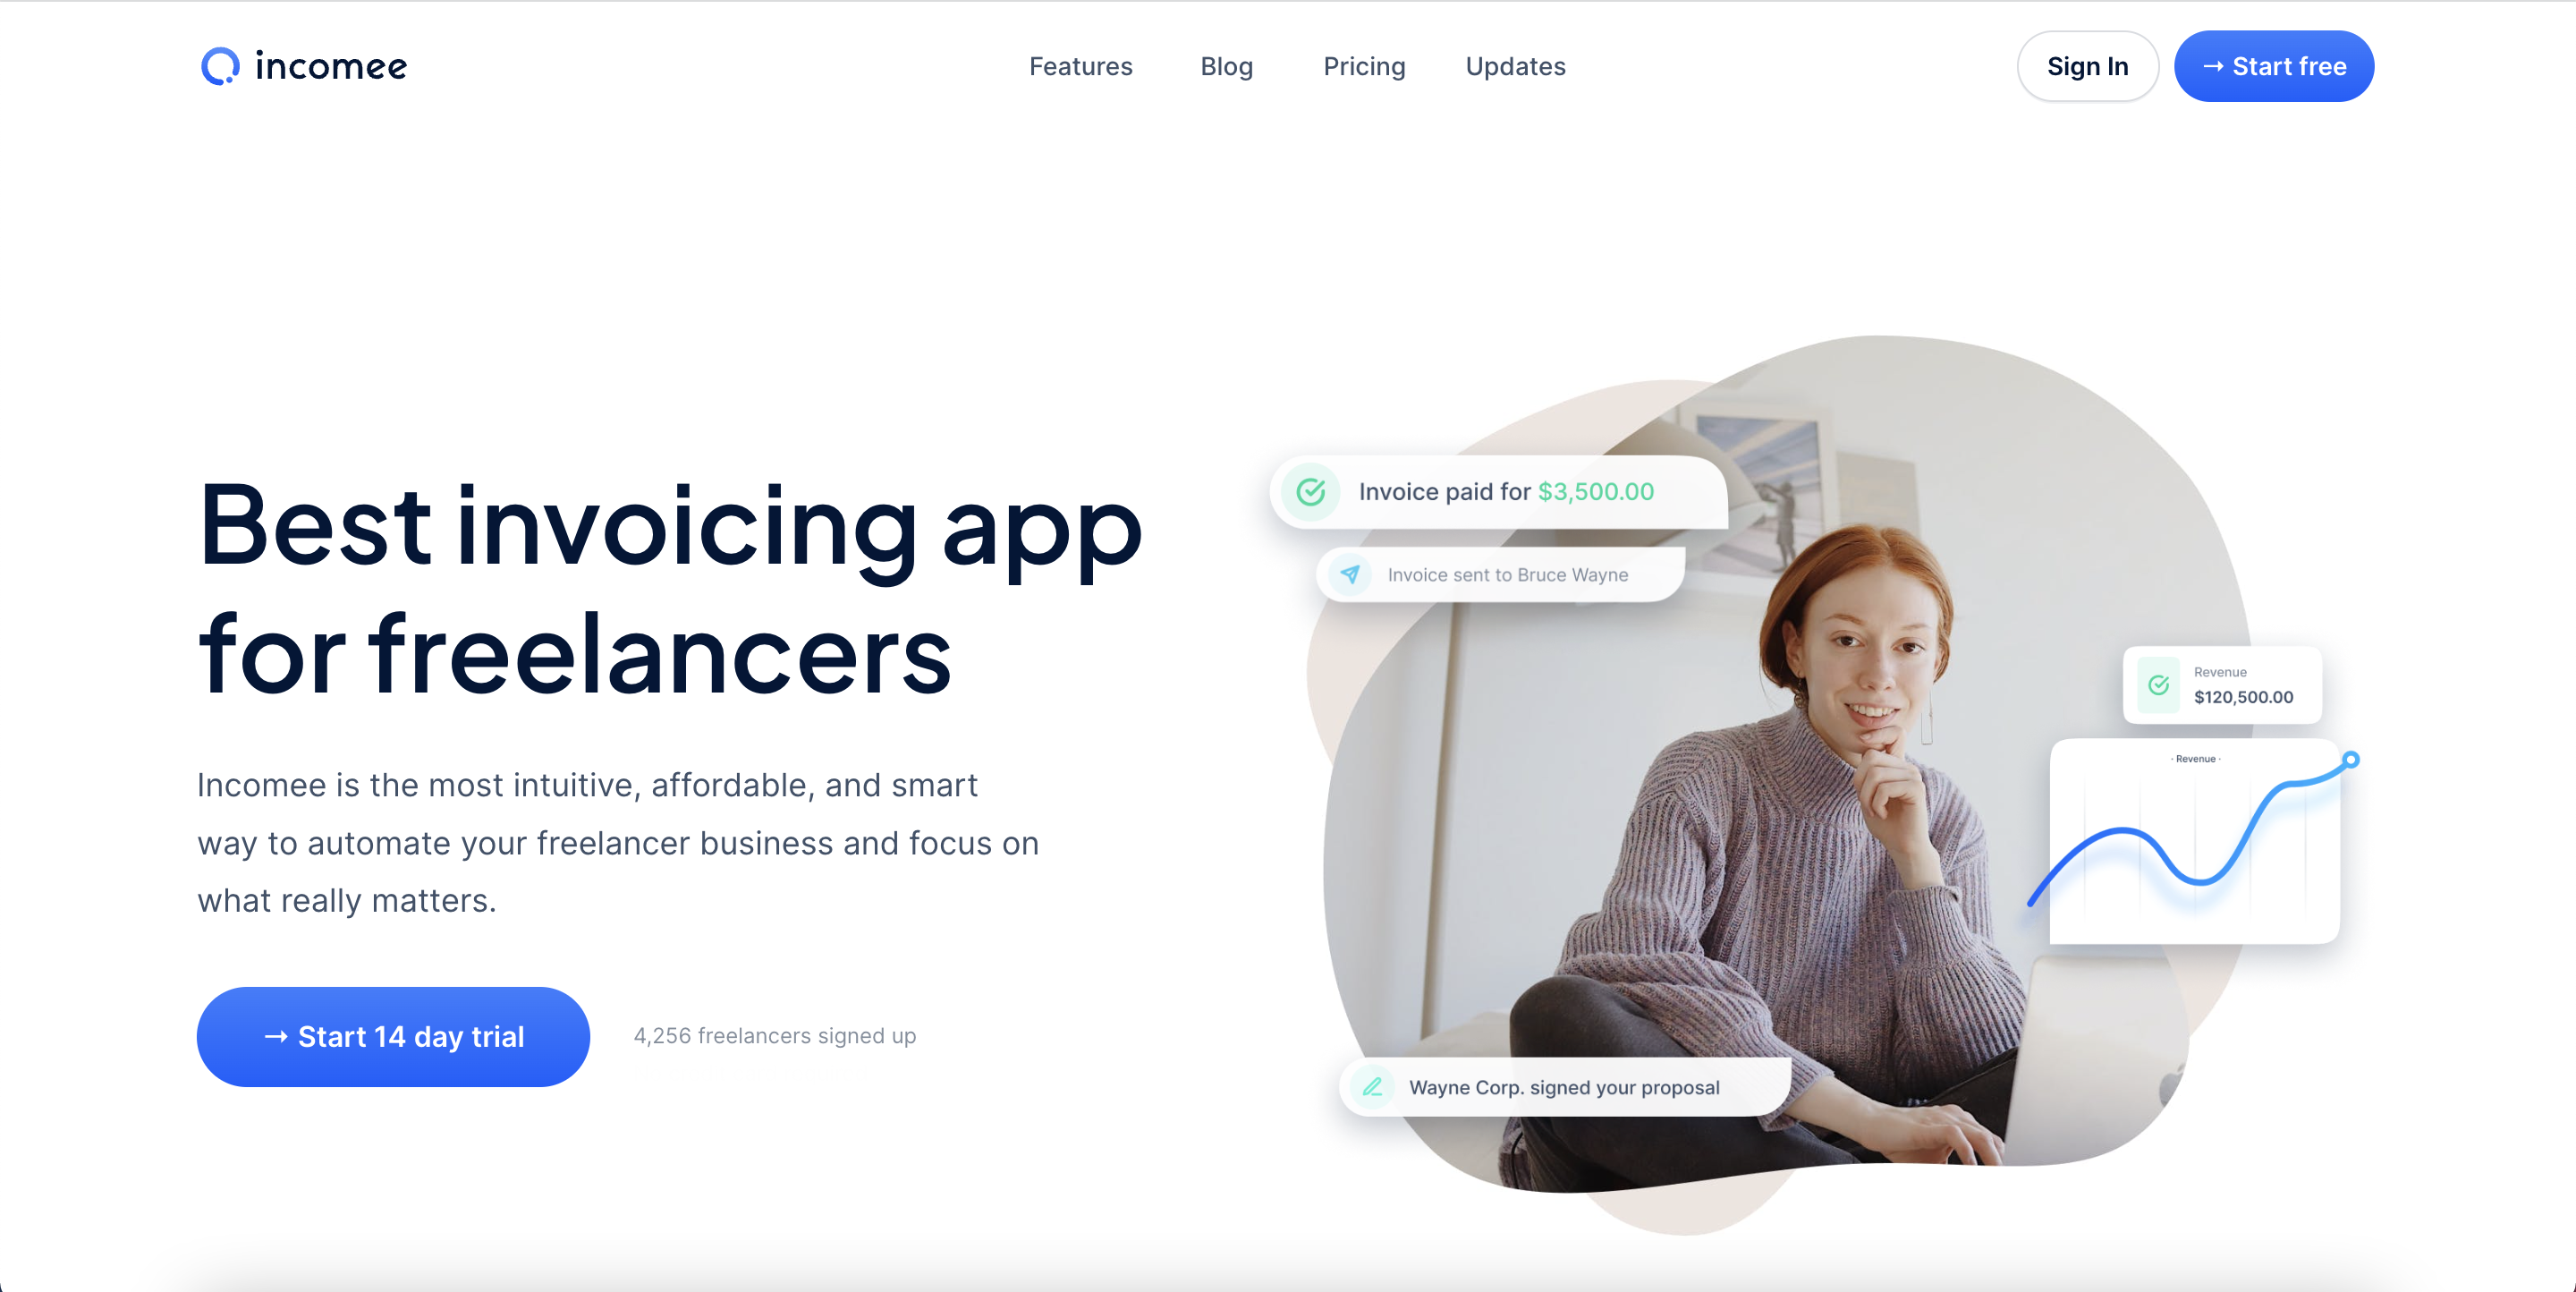 incomee
Features
Blog
Pricing
Updates
Sign In
→ Start free
Best invoicing app
for freelancers
Incomee is the most intuitive, affordable, and smart
way to automate your freelancer business and focus on
what really matters.
→ Start 14 day trial
4,256 freelancers signed up
Invoice paid for $3,500.00
Invoice sent to Bruce Wayne
Revenue
$120,500.00
· Revenue ·
Wayne Corp. signed your proposal